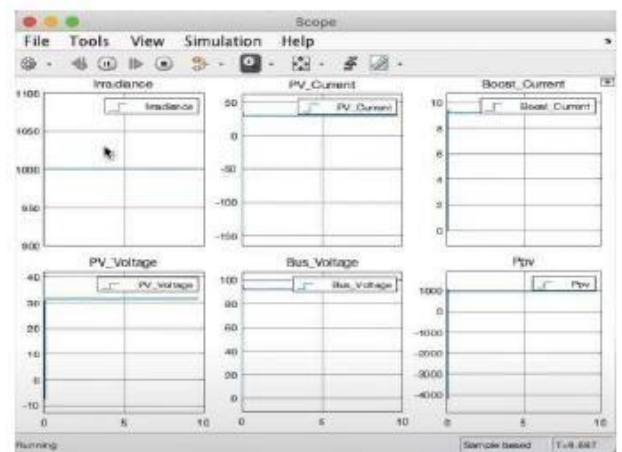 Scope
File Tools View Simulation Help
Irradiance
PV_Current
Boost_Current
1100
1050
1000
950
900
Irradiance
50
0
-50
-100
-150
PV_Current
10
8
6
4
2
0
Boost_Current
PV_Voltage
Bus_Voltage
Ppv
40
30
20
10
0
-10
PV_Voltage
100
80
60
40
20
0
Bus_Voltage
1000
0
-1000
-2000
-3000
-4000
Ppv
0 5 10
0 5 10
0 5 10
Running
Sample based